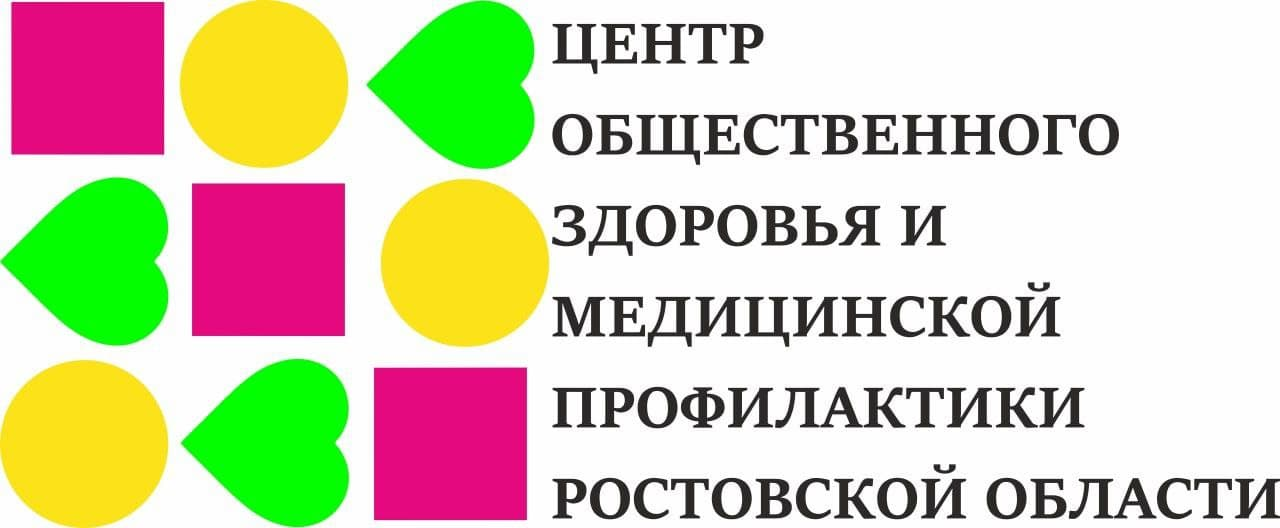 ЦЕНТР
ОБЩЕСТВЕННОГО
ЗДОРОВЬЯ И
МЕДИЦИНСКОЙ
ПРОФИЛАКТИКИ
РОСТОВСКОЙ ОБЛАСТИ